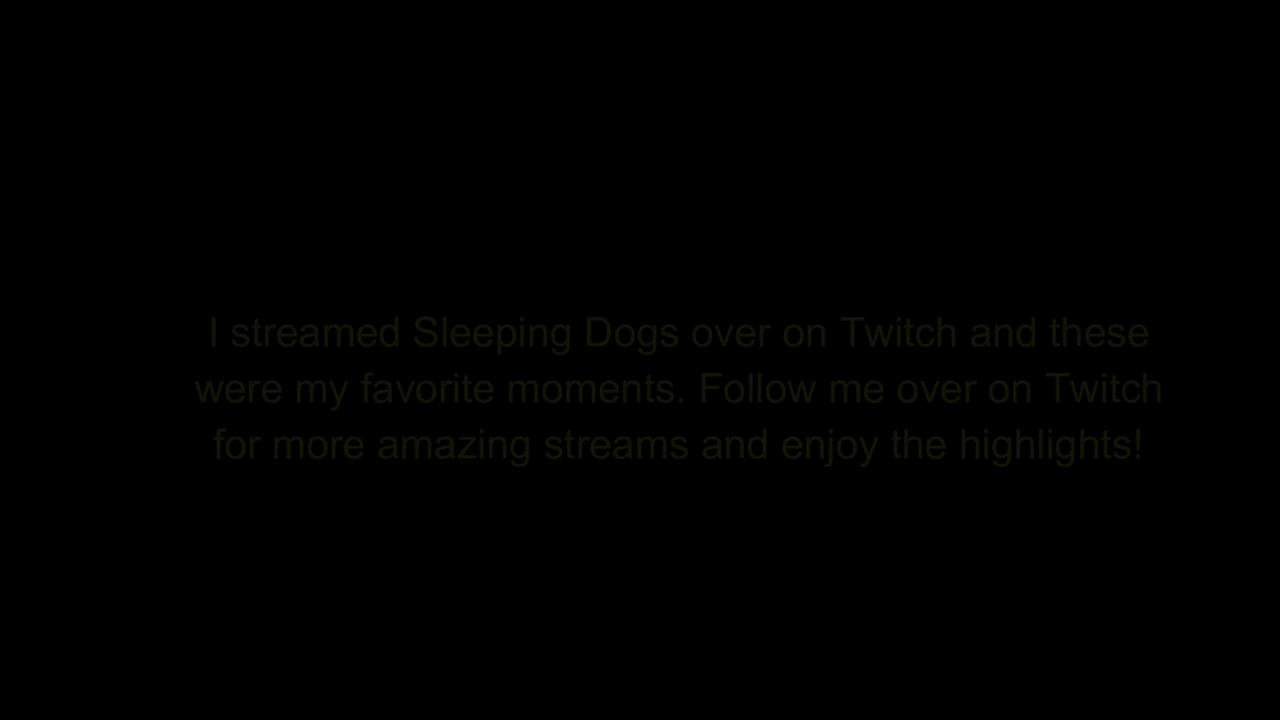 I streamed Sleeping Dogs over on Twitch and these
were my favorite moments. Follow me over on Twitch
for more amazing streams and enjoy the highlights!